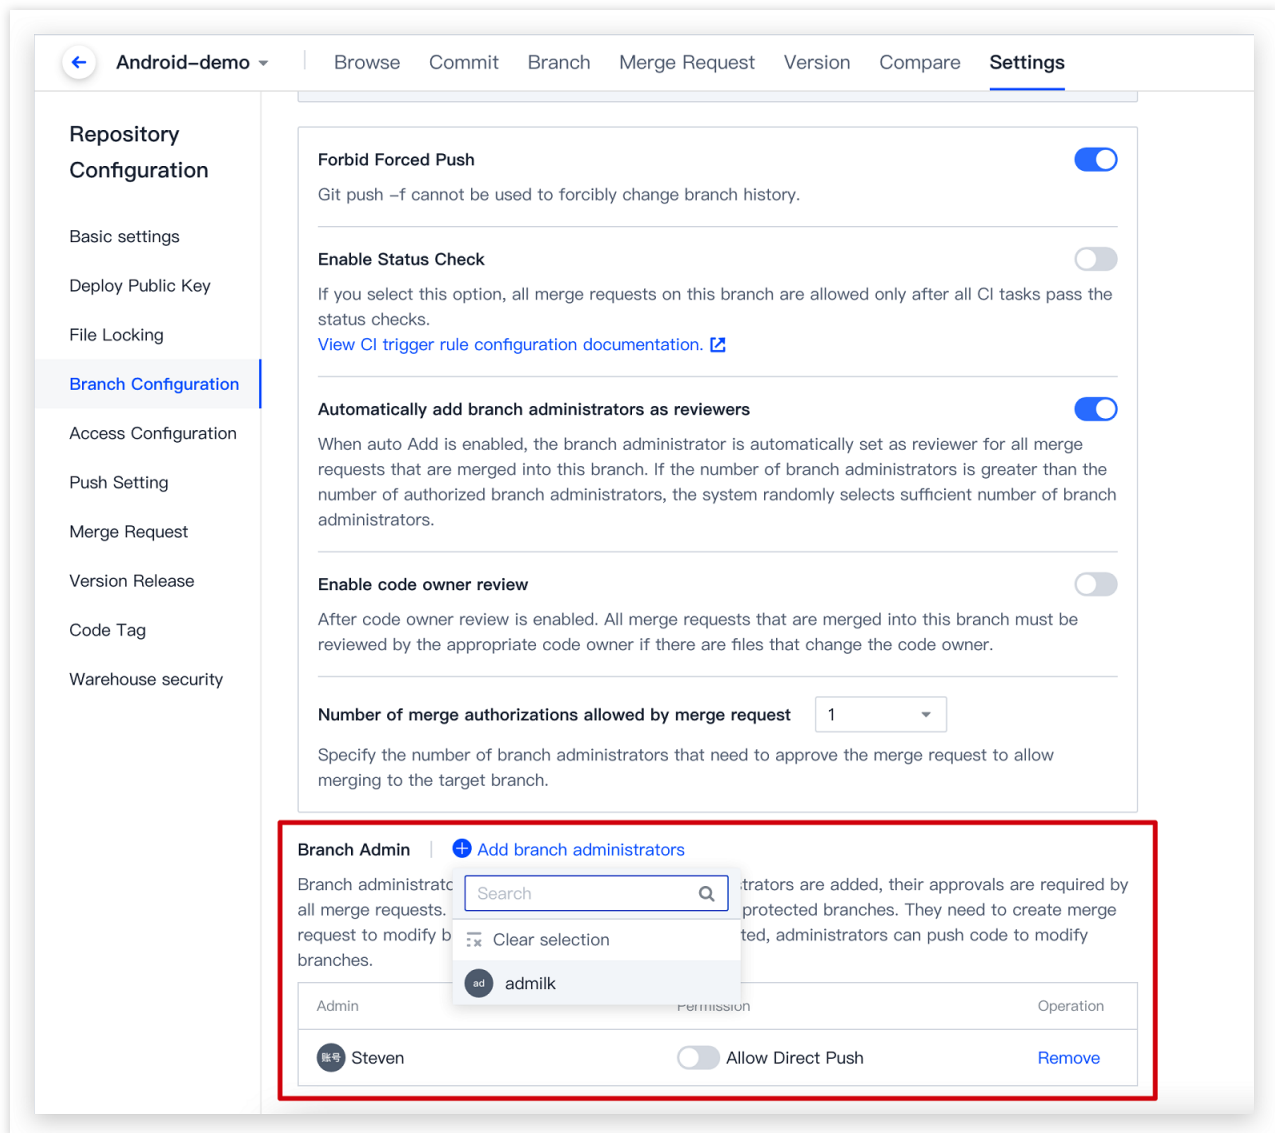 Android-demo
Browse
Commit
Branch
Merge Request
Version
Compare
Settings
Repository
Configuration
Basic settings
Deploy Public Key
File Locking
Branch Configuration
Access Configuration
Push Setting
Merge Request
Version Release
Code Tag
Warehouse security
Forbid Forced Push
Git push -f cannot be used to forcibly change branch history.
Enable Status Check
If you select this option, all merge requests on this branch are allowed only after all CI tasks pass the
status checks.
View CI trigger rule configuration documentation.
Automatically add branch administrators as reviewers
When auto Add is enabled, the branch administrator is automatically set as reviewer for all merge
requests that are merged into this branch. If the number of branch administrators is greater than the
number of authorized branch administrators, the system randomly selects sufficient number of branch
administrators.
Enable code owner review
After code owner review is enabled. All merge requests that are merged into this branch must be
reviewed by the appropriate code owner if there are files that change the code owner.
Number of merge authorizations allowed by merge request 1
Specify the number of branch administrators that need to approve the merge request to allow
merging to the target branch.
Branch Admin
Add branch administrators
Search
Clear selection
ad admilk
Branch administrato
trators are added, their approvals are required by
all merge requests.
protected branches. They need to create merge
request to modify b
ted, administrators can push code to modify
branches.
Admin
Permission
Operation
账号 Steven
Allow Direct Push
Remove